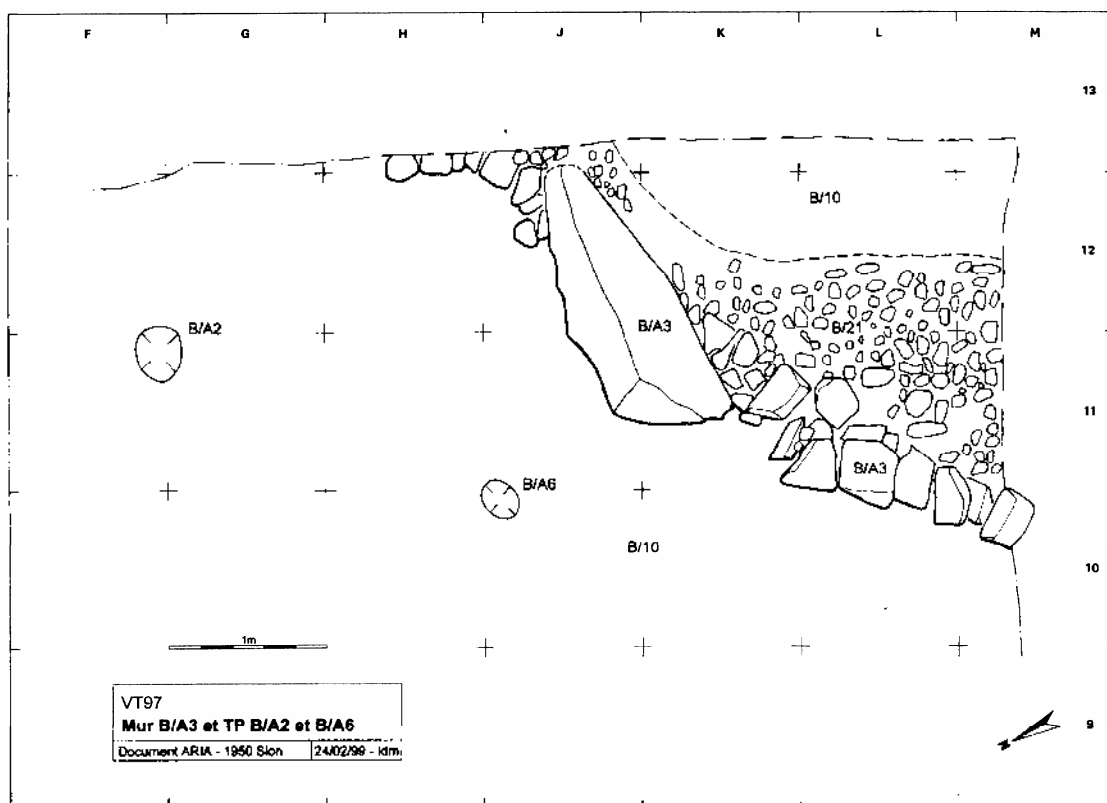 F G H J K L M
13
B/10
12
B/A2 B/A3 B/21
11
B/A3
B/A6
B/10
10
1m
VT97
Mur B/A3 et TP B/A2 et B/A6
Document ARIA - 1950 Sion 24/02/99 - ldm
9
N